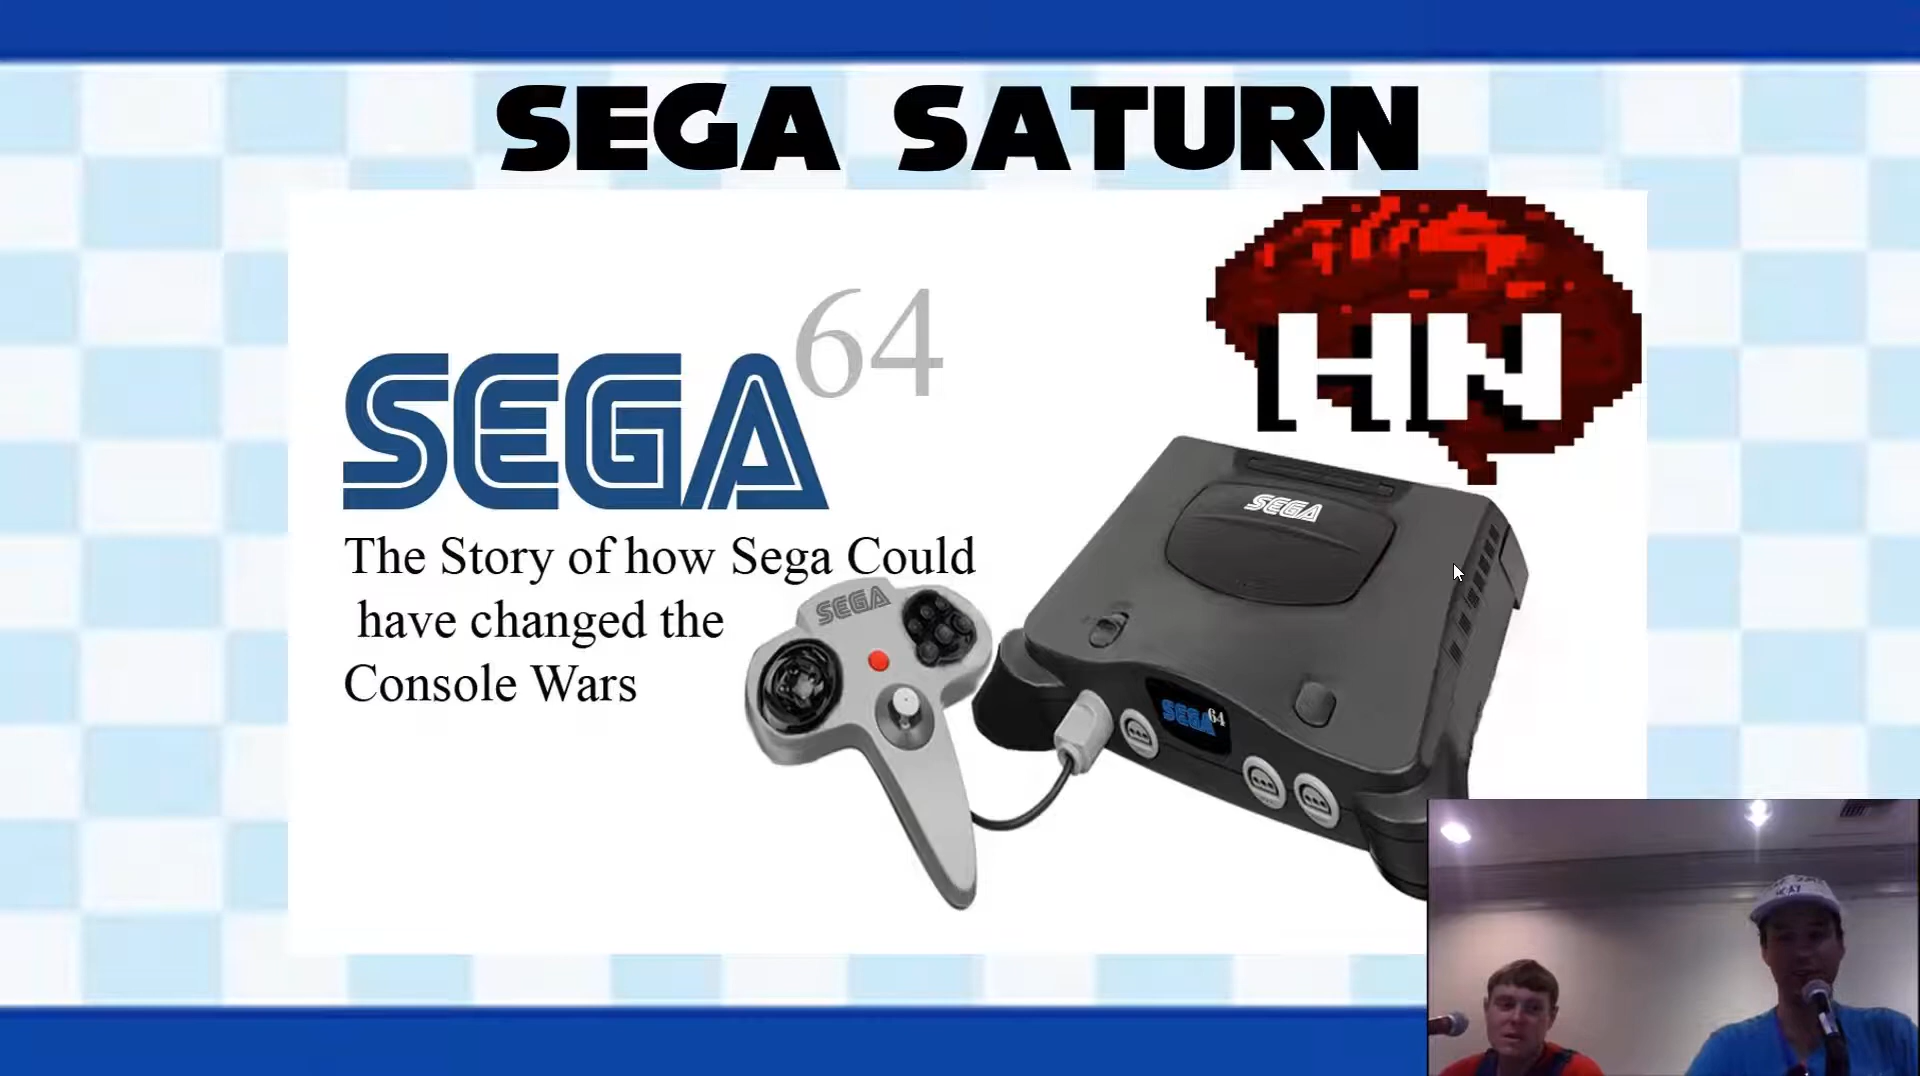 SEGA SATURN
64
SEGA
HN
The Story of how Sega Could
have changed the
Console Wars
SEGA
SEGA
SEGA 64